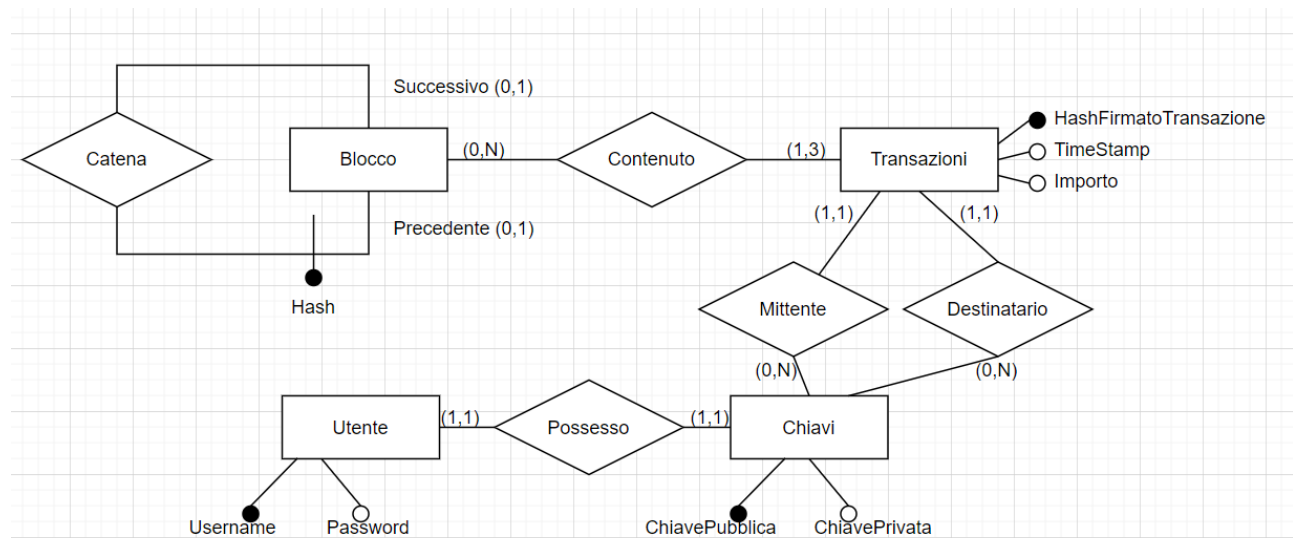 Successivo (0,1)
Catena
Blocco
(0,N)
Contenuto
(1,3)
Transazioni
HashFirmatoTransazione
TimeStamp
Importo
Precedente (0,1)
Hash
(1,1)
(1,1)
Mittente
Destinatario
(0,N)
(0,N)
Utente
(1,1)
Possesso
(1,1)
Chiavi
Username
Password
ChiavePubblica
ChiavePrivata